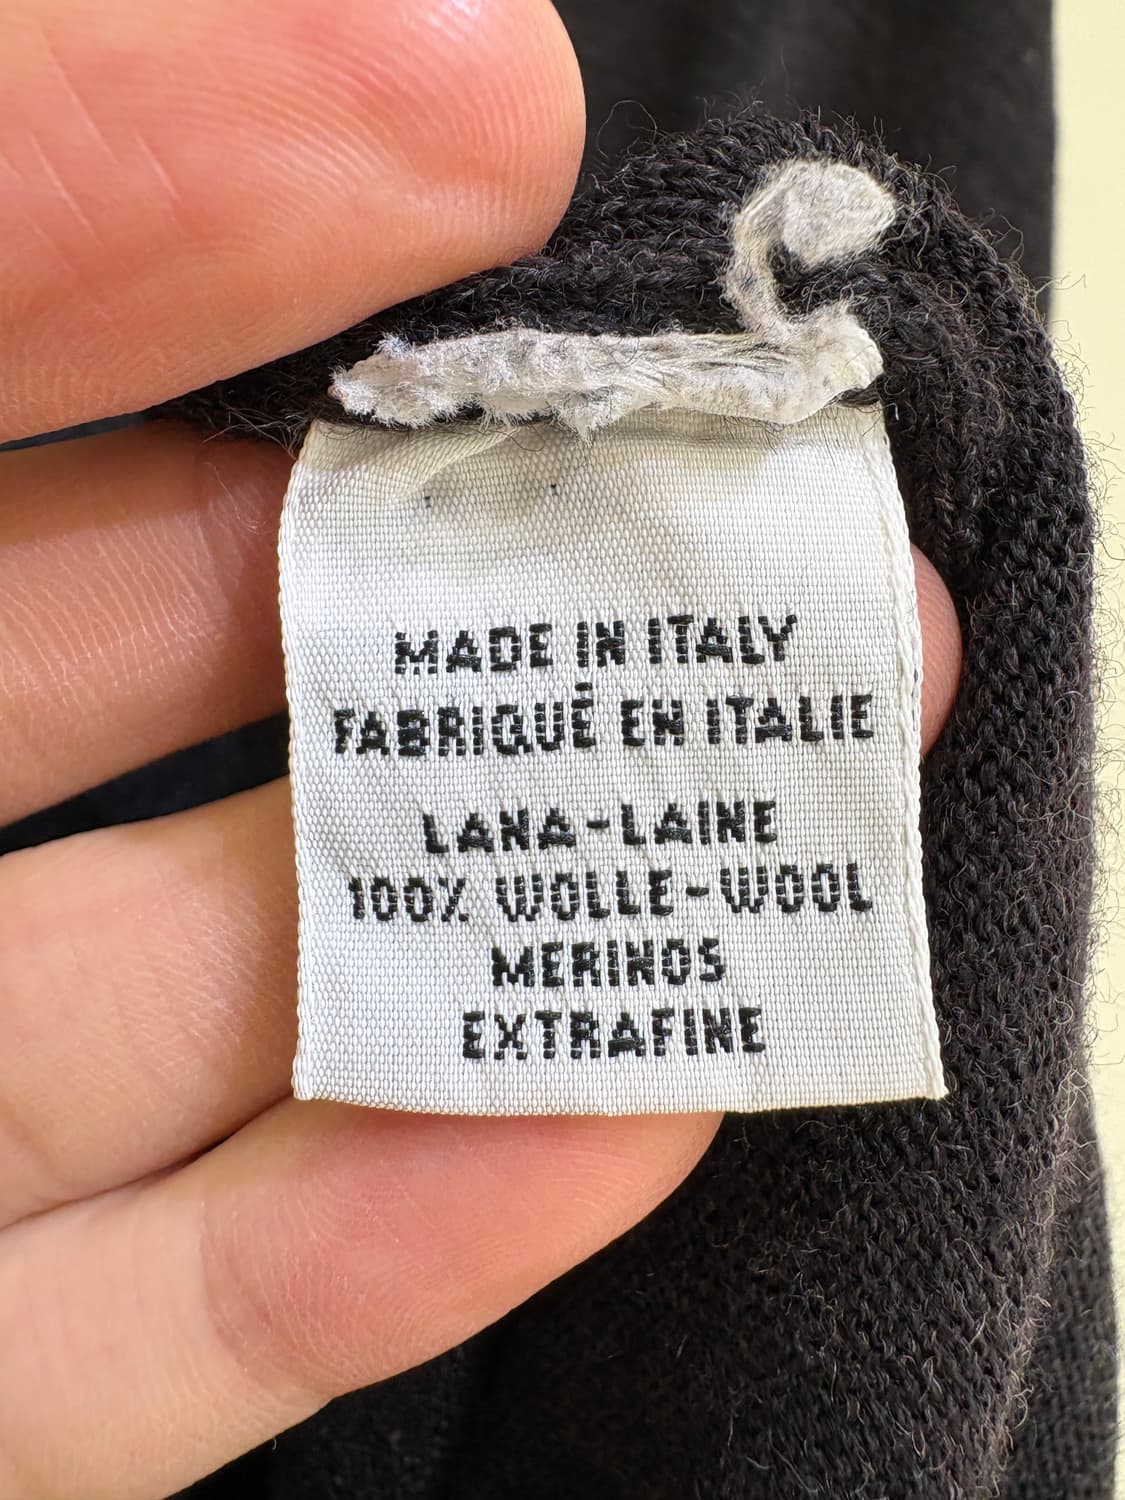 MADE IN ITALY
FABRIQUÉ EN ITALIE
LANA-LAINE
100% WOLLE-WOOL
MERINOS
EXTRAFINE